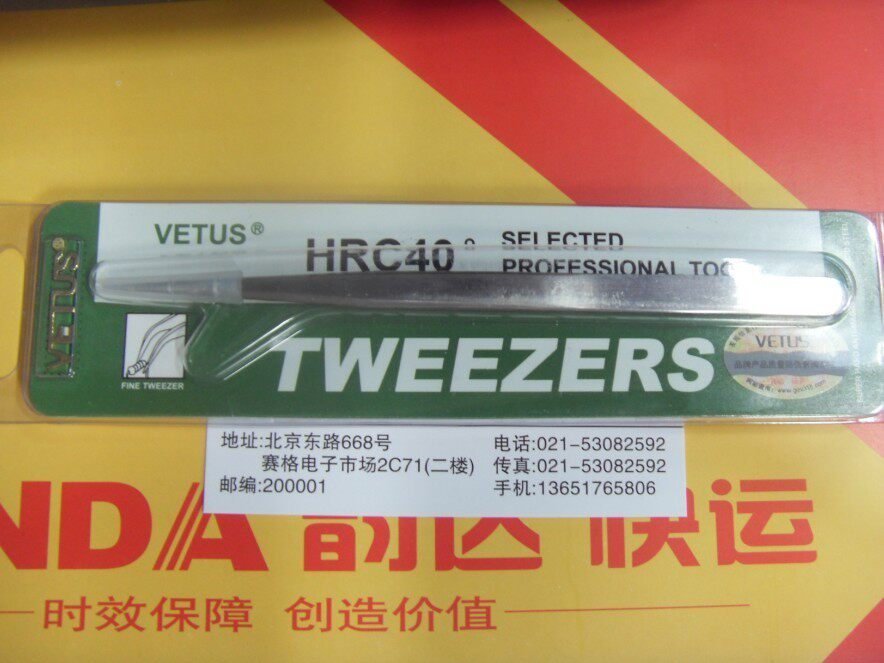 VETUS®
HRC40°
SELECTED
PROFESSIONAL TOO
VETUS®
FINE TWEEZER
TWEEZERS
VETUS
地址:北京东路668号
赛格电子市场2C71(二楼)
邮编:200001
电话:021-53082592
传真:021-53082592
手机:13651765806
NDA 韵达 快运
时效保障 创造价值